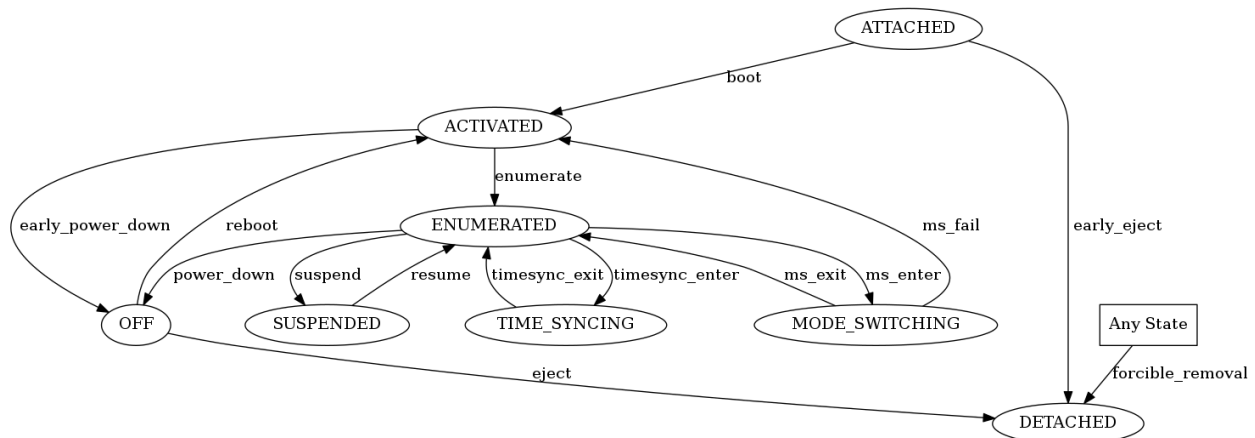 ATTACHED
boot
ACTIVATED
enumerate
early_power_down
reboot
ENUMERATED
ms_fail
early_eject
power_down
suspend
resume
timesync_exit
timesync_enter
ms_exit
ms_enter
OFF
SUSPENDED
TIME_SYNCING
MODE_SWITCHING
Any State
eject
forcible_removal
DETACHED